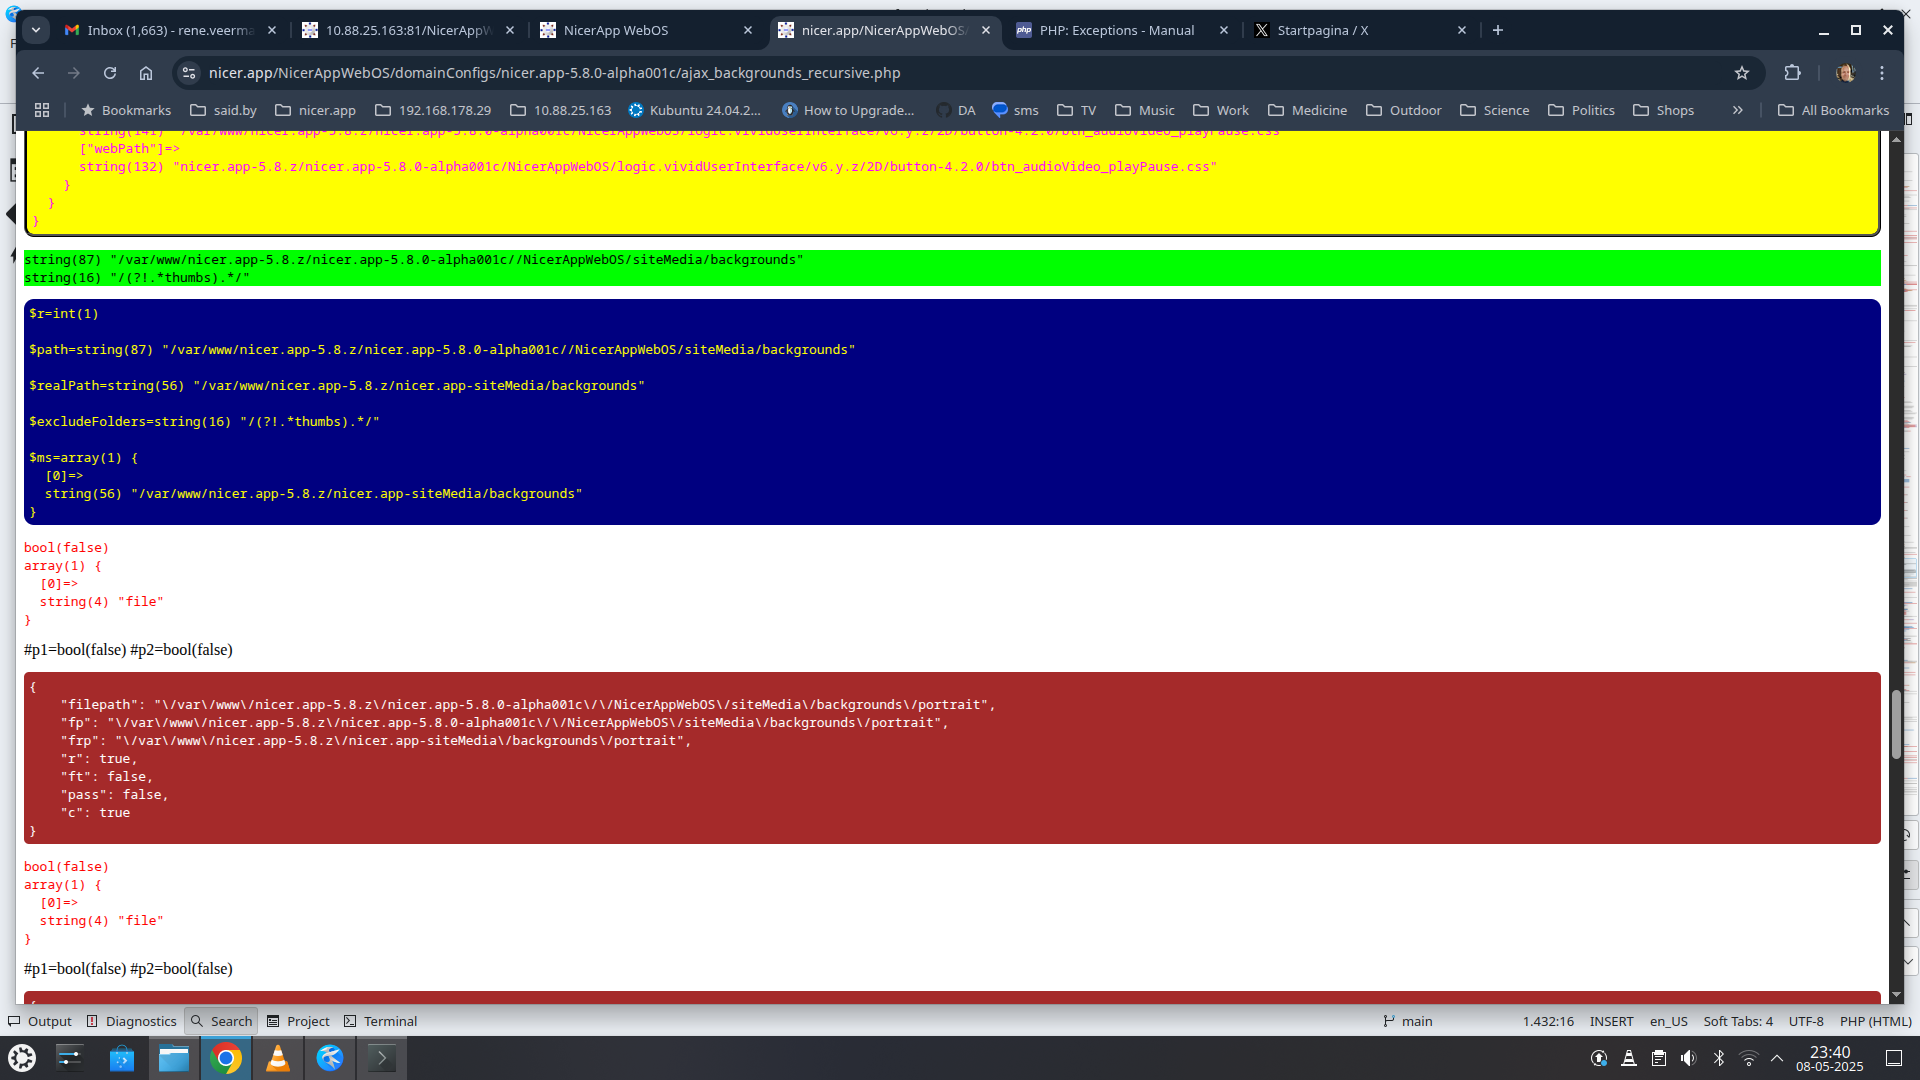 Inbox (1,663) - rene.veerma
10.88.25.163:81/NicerAppW
NicerApp WebOS
nicer.app/NicerAppWebOS/
PHP: Exceptions - Manual
Startpagina / X
nicer.app/NicerAppWebOS/domainConfigs/nicer.app-5.8.0-alpha001c/ajax_backgrounds_recursive.php
Bookmarks said.by nicer.app 192.168.178.29 10.88.25.163 Kubuntu 24.04.2... How to Upgrade... DA sms TV Music Work Medicine Outdoor Science Politics Shops » All Bookmarks
string(141) "/var/www/nicer.app-5.8.z/nicer.app-5.8.0-alpha001c/NicerAppWebOS/logic.vividUserInterface/v6.y.z/2D/button-4.2.0/btn_audioVideo_playPause.css"
["webPath"]=>
string(132) "nicer.app-5.8.z/nicer.app-5.8.0-alpha001c/NicerAppWebOS/logic.vividUserInterface/v6.y.z/2D/button-4.2.0/btn_audioVideo_playPause.css"
}
}
}
string(87) "/var/www/nicer.app-5.8.z/nicer.app-5.8.0-alpha001c//NicerAppWebOS/siteMedia/backgrounds"
string(16) "/(?!.*thumbs).*/"
$r=int(1)
$path=string(87) "/var/www/nicer.app-5.8.z/nicer.app-5.8.0-alpha001c//NicerAppWebOS/siteMedia/backgrounds"
$realPath=string(56) "/var/www/nicer.app-5.8.z/nicer.app-siteMedia/backgrounds"
$excludeFolders=string(16) "/(?!.*thumbs).*/"
$ms=array(1) {
[0]=>
string(56) "/var/www/nicer.app-5.8.z/nicer.app-siteMedia/backgrounds"
}
bool(false)
array(1) {
[0]=>
string(4) "file"
}
#p1=bool(false) #p2=bool(false)
{
"filepath": "\/var\/www\/nicer.app-5.8.z\/nicer.app-5.8.0-alpha001c\/\/NicerAppWebOS\/siteMedia\/backgrounds\/portrait",
"fp": "\/var\/www\/nicer.app-5.8.z\/nicer.app-5.8.0-alpha001c\/\/NicerAppWebOS\/siteMedia\/backgrounds\/portrait",
"frp": "\/var\/www\/nicer.app-5.8.z\/nicer.app-siteMedia\/backgrounds\/portrait",
"r": true,
"ft": false,
"pass": false,
"c": true
}
bool(false)
array(1) {
[0]=>
string(4) "file"
}
#p1=bool(false) #p2=bool(false)
{
Output Diagnostics Search Project Terminal main 1.432:16 INSERT en_US Soft Tabs: 4 UTF-8 PHP (HTML)
23:40
08-05-2025